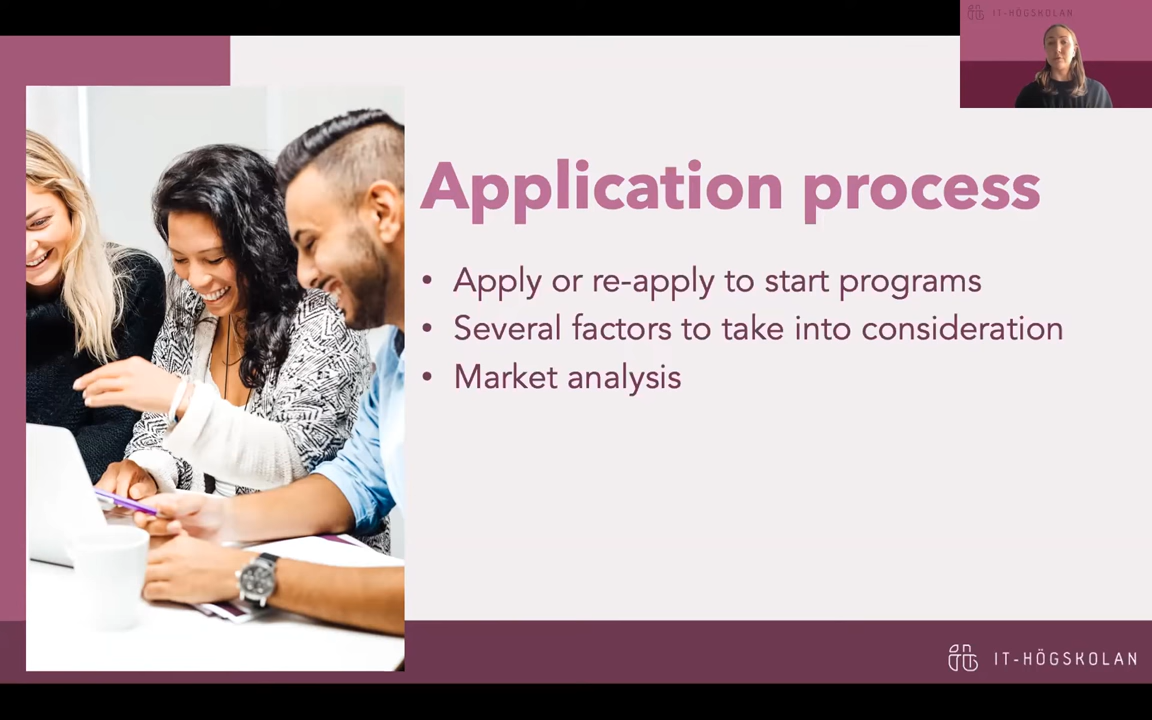 IT-HÖGSKOLAN
Application process
• Apply or re-apply to start programs
• Several factors to take into consideration
• Market analysis
IT-HÖGSKOLAN